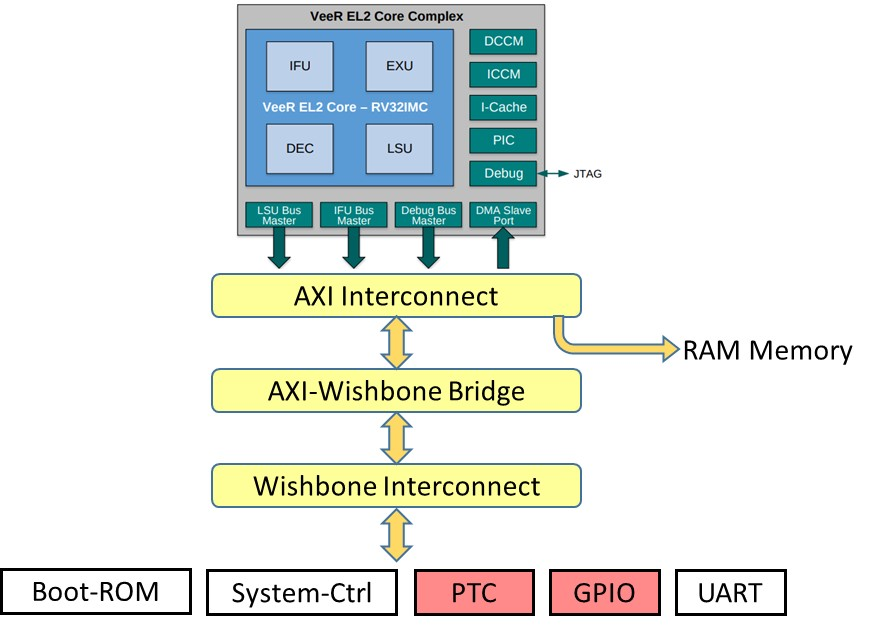 VeeR EL2 Core Complex
IFU
EXU
VeeR EL2 Core – RV32IMC
DEC
LSU
DCCM
ICCM
I-Cache
PIC
Debug
JTAG
LSU Bus
Master
IFU Bus
Master
Debug Bus
Master
DMA Slave
Port
AXI Interconnect
RAM Memory
AXI-Wishbone Bridge
Wishbone Interconnect
Boot-ROM
System-Ctrl
PTC
GPIO
UART